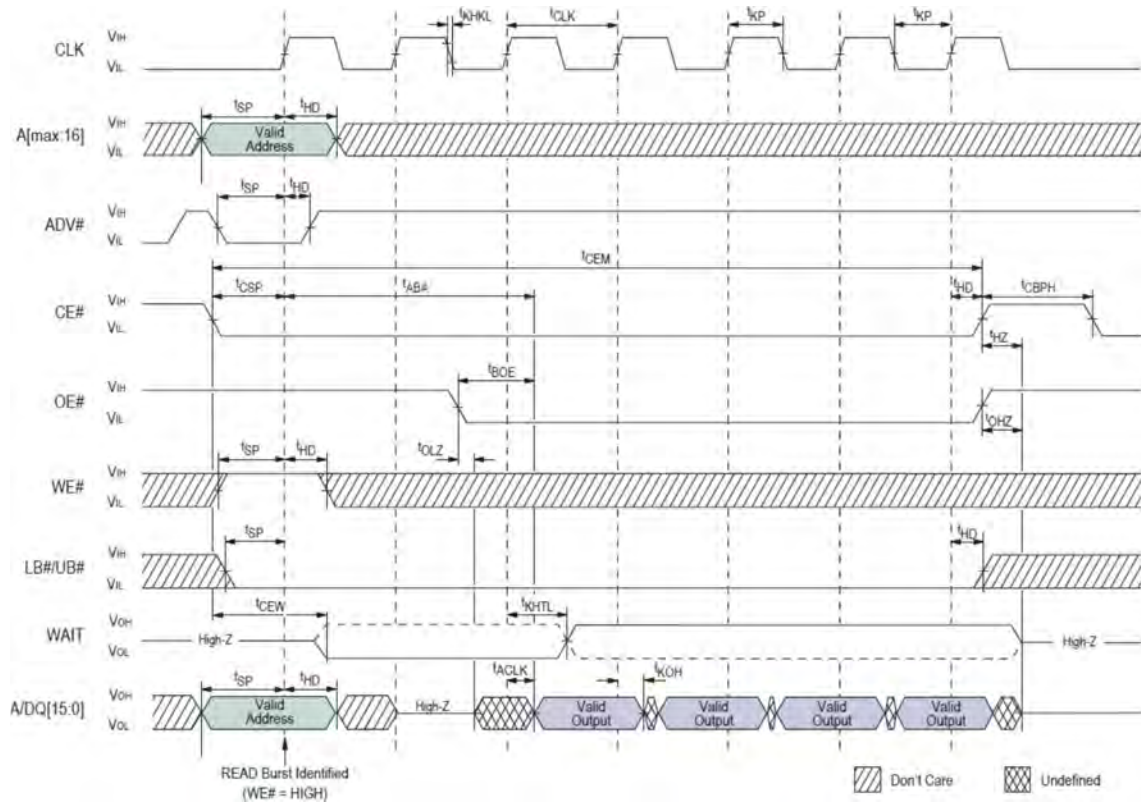 tKHKL tCLK tKP tKP
CLK VIH
VIL
tSP tHD
A[max:16] VIH
VIL
Valid
Address
tSP tHD
ADV# VIH
VIL
tCEM
tCSP tABA tHD tCBPH
CE# VIH
VIL
tHZ
tBOE
OE# VIH
VIL
tOHZ
tOLZ
tSP tHD
WE# VIH
VIL
tSP tHD
LB#/UB# VIH
VIL
tCEW tKHTL
WAIT VOH
VOL
High-Z High-Z
tSP tHD tACLK tKOH
A/DQ[15:0] VOH
VOL
Valid
Address
High-Z
Valid
Output
Valid
Output
Valid
Output
Valid
Output
READ Burst Identified
(WE# = HIGH)
Don't Care Undefined